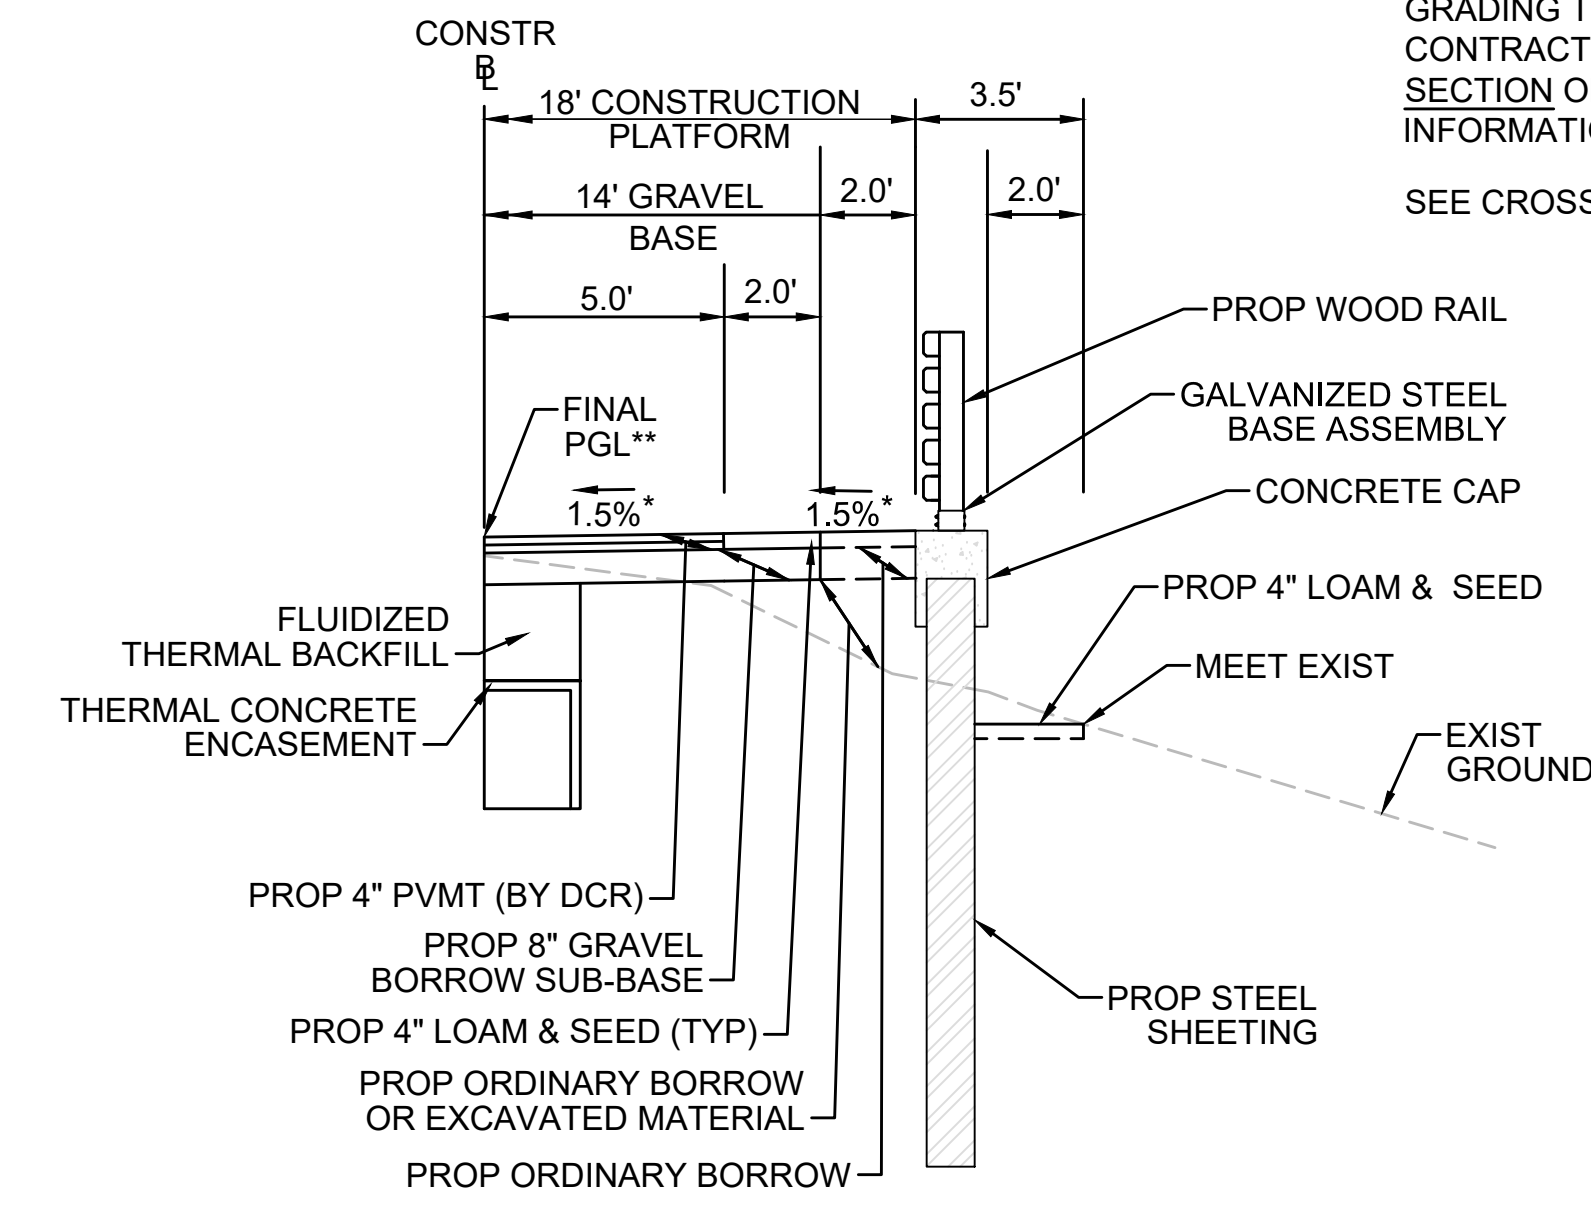 CONSTR
BL
18' CONSTRUCTION
PLATFORM
3.5'
14' GRAVEL
BASE
2.0'
2.0'
5.0'
2.0'
GRADING T
CONTRACT
SECTION O
INFORMATIO
SEE CROSS
PROP WOOD RAIL
GALVANIZED STEEL
BASE ASSEMBLY
FINAL
PGL**
1.5%*
1.5%*
CONCRETE CAP
PROP 4" LOAM & SEED
MEET EXIST
EXIST
GROUND
FLUIDIZED
THERMAL BACKFILL
THERMAL CONCRETE
ENCASEMENT
PROP 4" PVMT (BY DCR)
PROP 8" GRAVEL
BORROW SUB-BASE
PROP 4" LOAM & SEED (TYP)
PROP ORDINARY BORROW
OR EXCAVATED MATERIAL
PROP ORDINARY BORROW
PROP STEEL
SHEETING